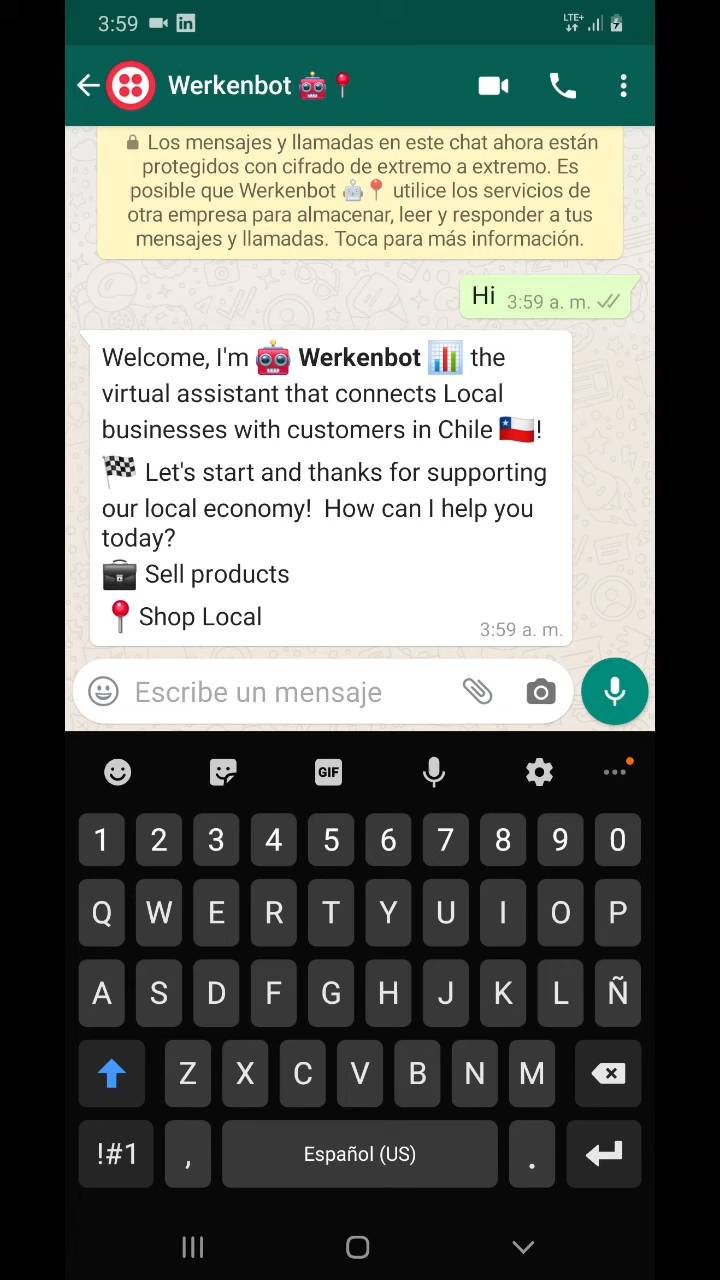 3:59
LTE+
Werkenbot 🤖📍
Los mensajes y llamadas en este chat ahora están
protegidos con cifrado de extremo a extremo. Es
posible que Werkenbot 🤖📍 utilice los servicios de
otra empresa para almacenar, leer y responder a tus
mensajes y llamadas. Toca para más información.
Hi 3:59 a. m.
Welcome, I'm 🤖 Werkenbot 📊 the
virtual assistant that connects Local
businesses with customers in Chile 🇨🇱!
🏁 Let's start and thanks for supporting
our local economy!  How can I help you
today?
💼 Sell products
📍Shop Local
3:59 a. m.
Escribe un mensaje
GIF
1 2 3 4 5 6 7 8 9 0
Q W E R T Y U I O P
A S D F G H J K L Ñ
Z X C V B N M
!#1 , Español (US) .